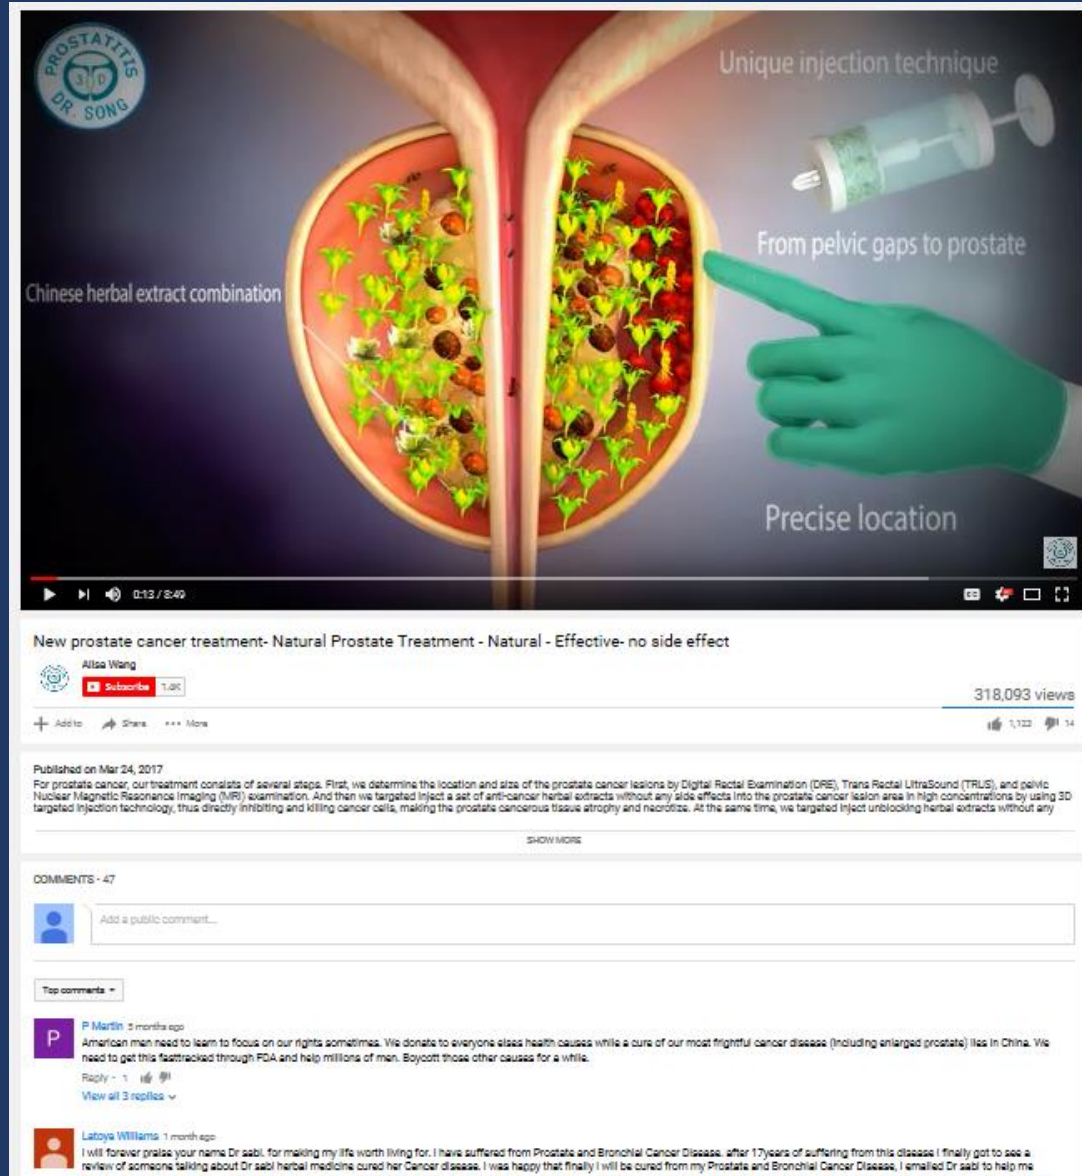 PROSTATITIS
3D
DR. SONG
Unique injection technique
From pelvic gaps to prostate
Chinese herbal extract combination
Precise location
0:13 / 8:49
CC
New prostate cancer treatment- Natural Prostate Treatment - Natural - Effective- no side effect
Alisa Wang
Subscribe
318,093 views
Add to Share More
1,122 14
Published on Mar 24, 2017
For prostate cancer, our treatment consists of several steps. First, we determine the location and size of the prostate cancer lesions by Digital Rectal Examination (DRE), Trans Rectal UltraSound (TRUS), and pelvic
Nuclear Magnetic Resonance Imaging (MRI) examination. And then we targeted inject a set of anti-cancer herbal extracts without any side effects into the prostate cancer lesion area in high concentrations by using 3D
targeted injection technology, thus directly inhibiting and killing cancer cells, making the prostate cancerous tissue atrophy and necrotize. At the same time, we targeted inject unblocking herbal extracts without any
SHOW MORE
COMMENTS - 47
Add a public comment...
Top comments
P
P Martin months ago
American men need to learn to focus on our rights sometimes. We donate to everyone elses health causes while a cure of our most frightful cancer disease (including enlarged prostate) lies in China. We
need to get this fasttracked through FDA and help millions of men. Boycott those other causes for a while.
Reply - 1
View all 3 replies
Latoya Williams 1 month ago
I will forever praise your name Dr sabi. for making my life worth living for. I have suffered from Prostate and Bronchial Cancer Disease. after 17years of suffering from this disease I finally got to see a
review of someone talking about Dr sabi herbal medicine cured her Cancer disease. I was happy that finally I will be cured from my Prostate and Bronchial Cancer Disease, I emailed Dr sabi to help me